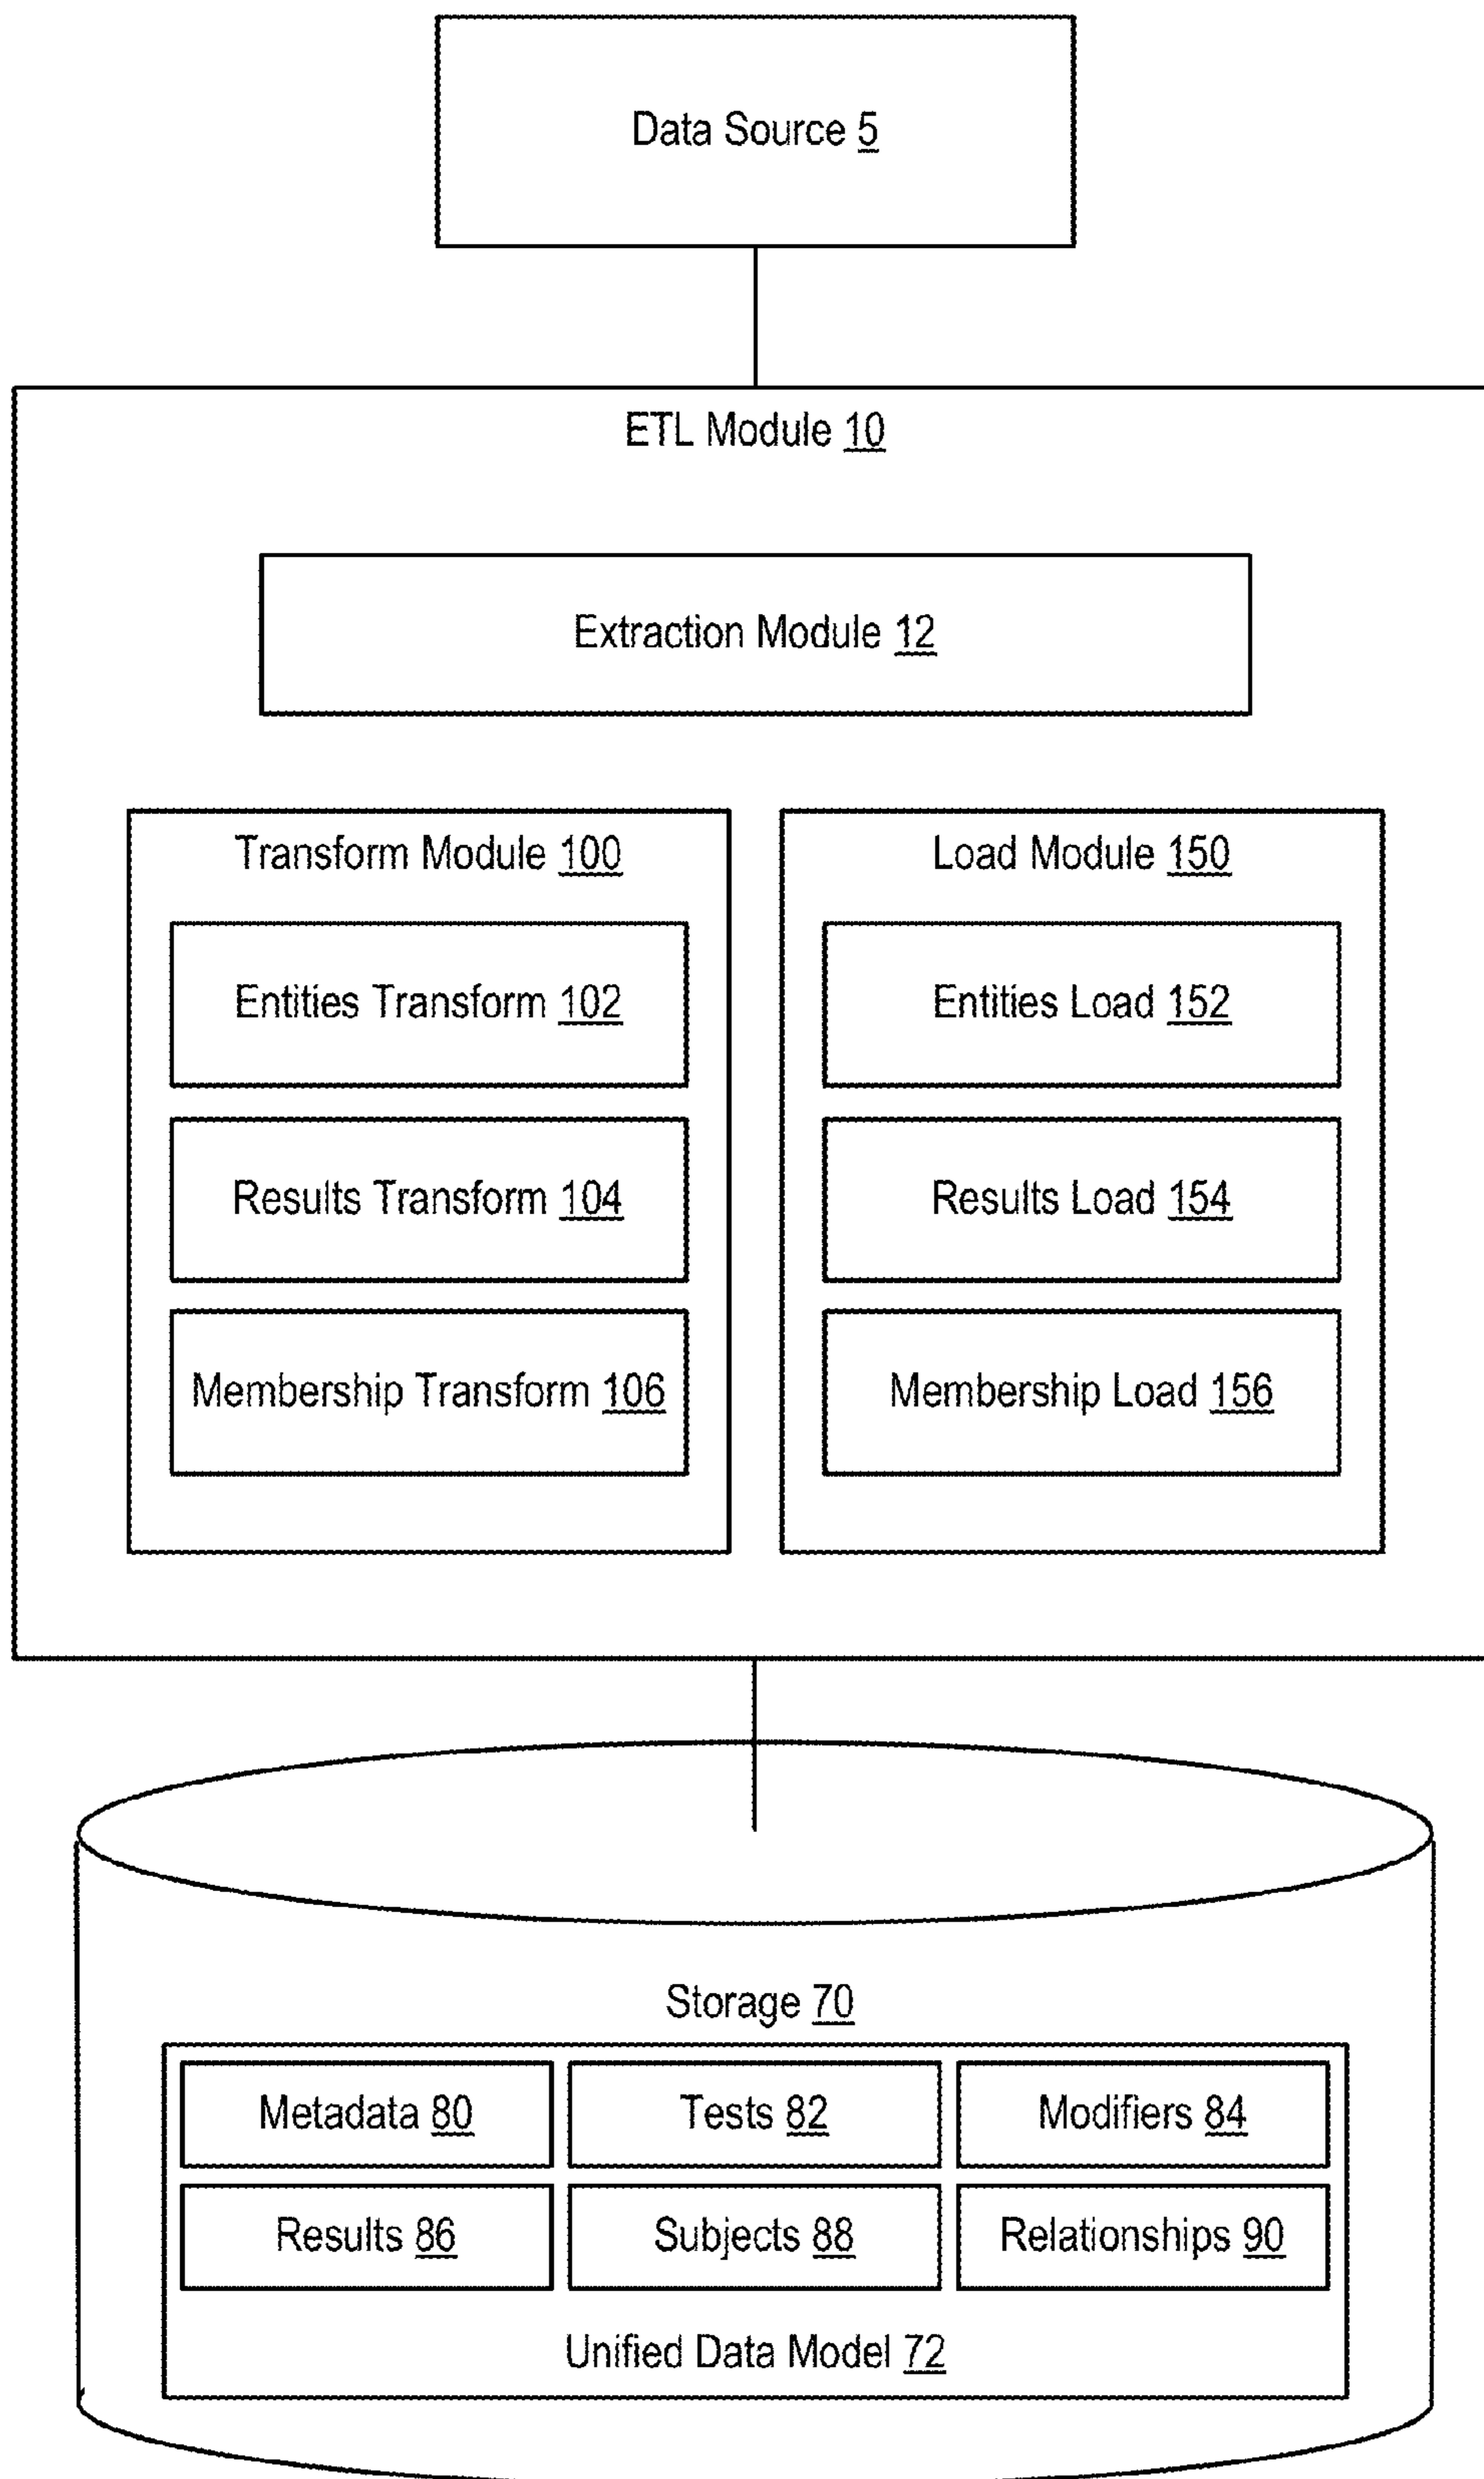 Data Source 5
ETL Module 10
Extraction Module 12
Transform Module 100
Entities Transform 102
Results Transform 104
Membership Transform 106
Load Module 150
Entities Load 152
Results Load 154
Membership Load 156
Storage 70
Metadata 80
Tests 82
Modifiers 84
Results 86
Subjects 88
Relationships 90
Unified Data Model 72